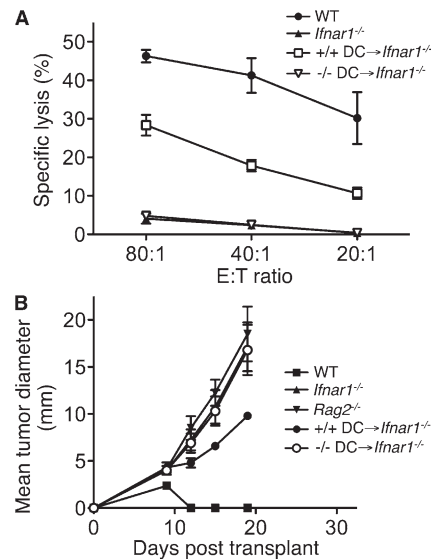 A
WT
Ifnar1-/-
+/+ DC→Ifnar1-/-
-/- DC→Ifnar1-/-
Specific lysis (%)
50
40
30
20
10
0
80:1 40:1 20:1
E:T ratio
B
WT
Ifnar1-/-
Rag2-/-
+/+ DC→Ifnar1-/-
-/- DC→Ifnar1-/-
Mean tumor diameter
(mm)
20
15
10
5
0
0 10 20 30
Days post transplant